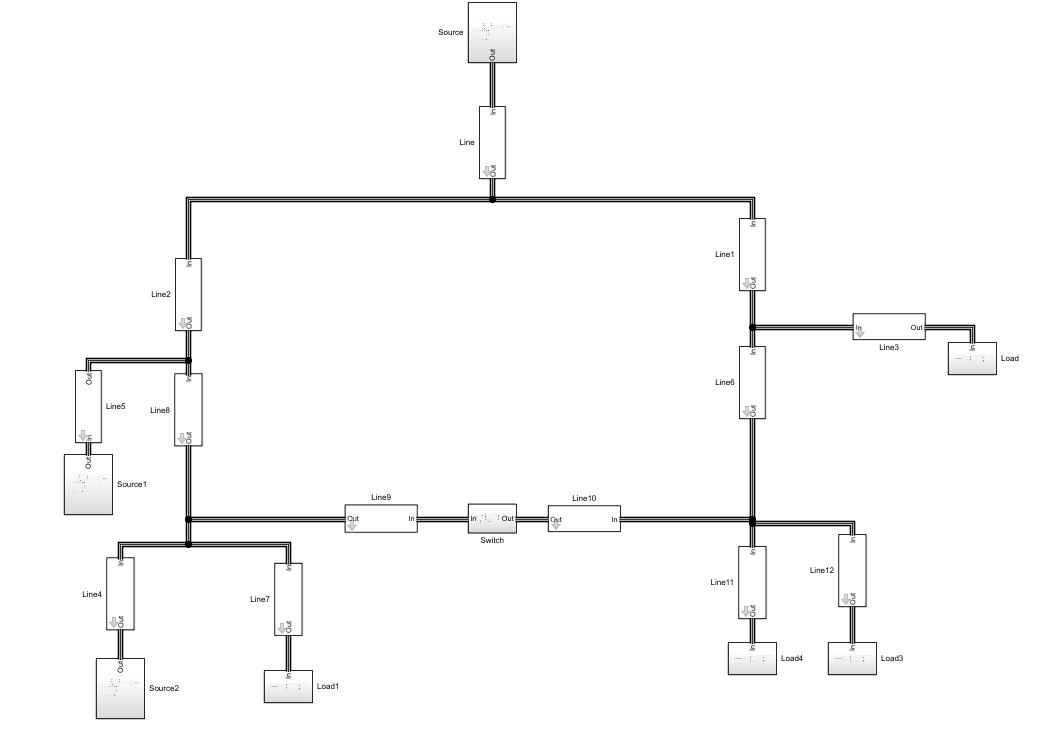 Source
Out
In
Line
Out
In
Line1
Out
In
Line2
Out
In
Out
Line3
In
Load
In
Line6
Out
Out
Line5
In
In
Line8
Out
Out
Source1
Line9
Out
In
In
Out
Switch
Line10
Out
In
In
Line4
Out
In
Line7
Out
In
Line11
Out
In
Line12
Out
Out
Source2
In
Load1
In
Load4
In
Load3